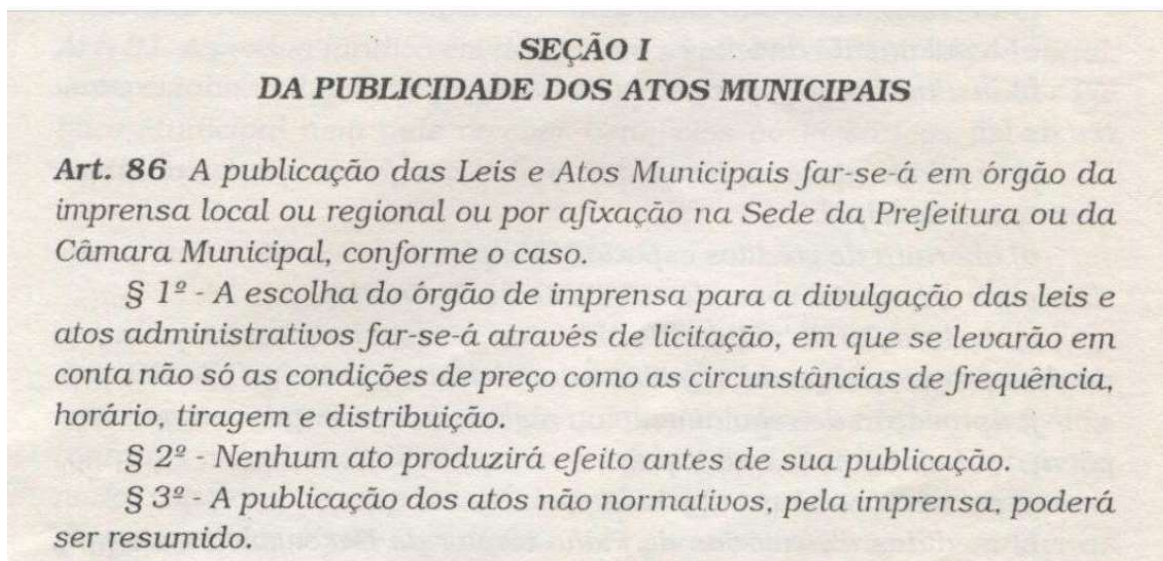 SEÇÃO I
DA PUBLICIDADE DOS ATOS MUNICIPAIS
Art. 86 A publicação das Leis e Atos Municipais far-se-á em órgão da
imprensa local ou regional ou por afixação na Sede da Prefeitura ou da
Câmara Municipal, conforme o caso.
§ 1º - A escolha do órgão de imprensa para a divulgação das leis e
atos administrativos far-se-á através de licitação, em que se levarão em
conta não só as condições de preço como as circunstâncias de frequência,
horário, tiragem e distribuição.
§ 2º - Nenhum ato produzirá efeito antes de sua publicação.
§ 3º - A publicação dos atos não normativos, pela imprensa, poderá
ser resumido.